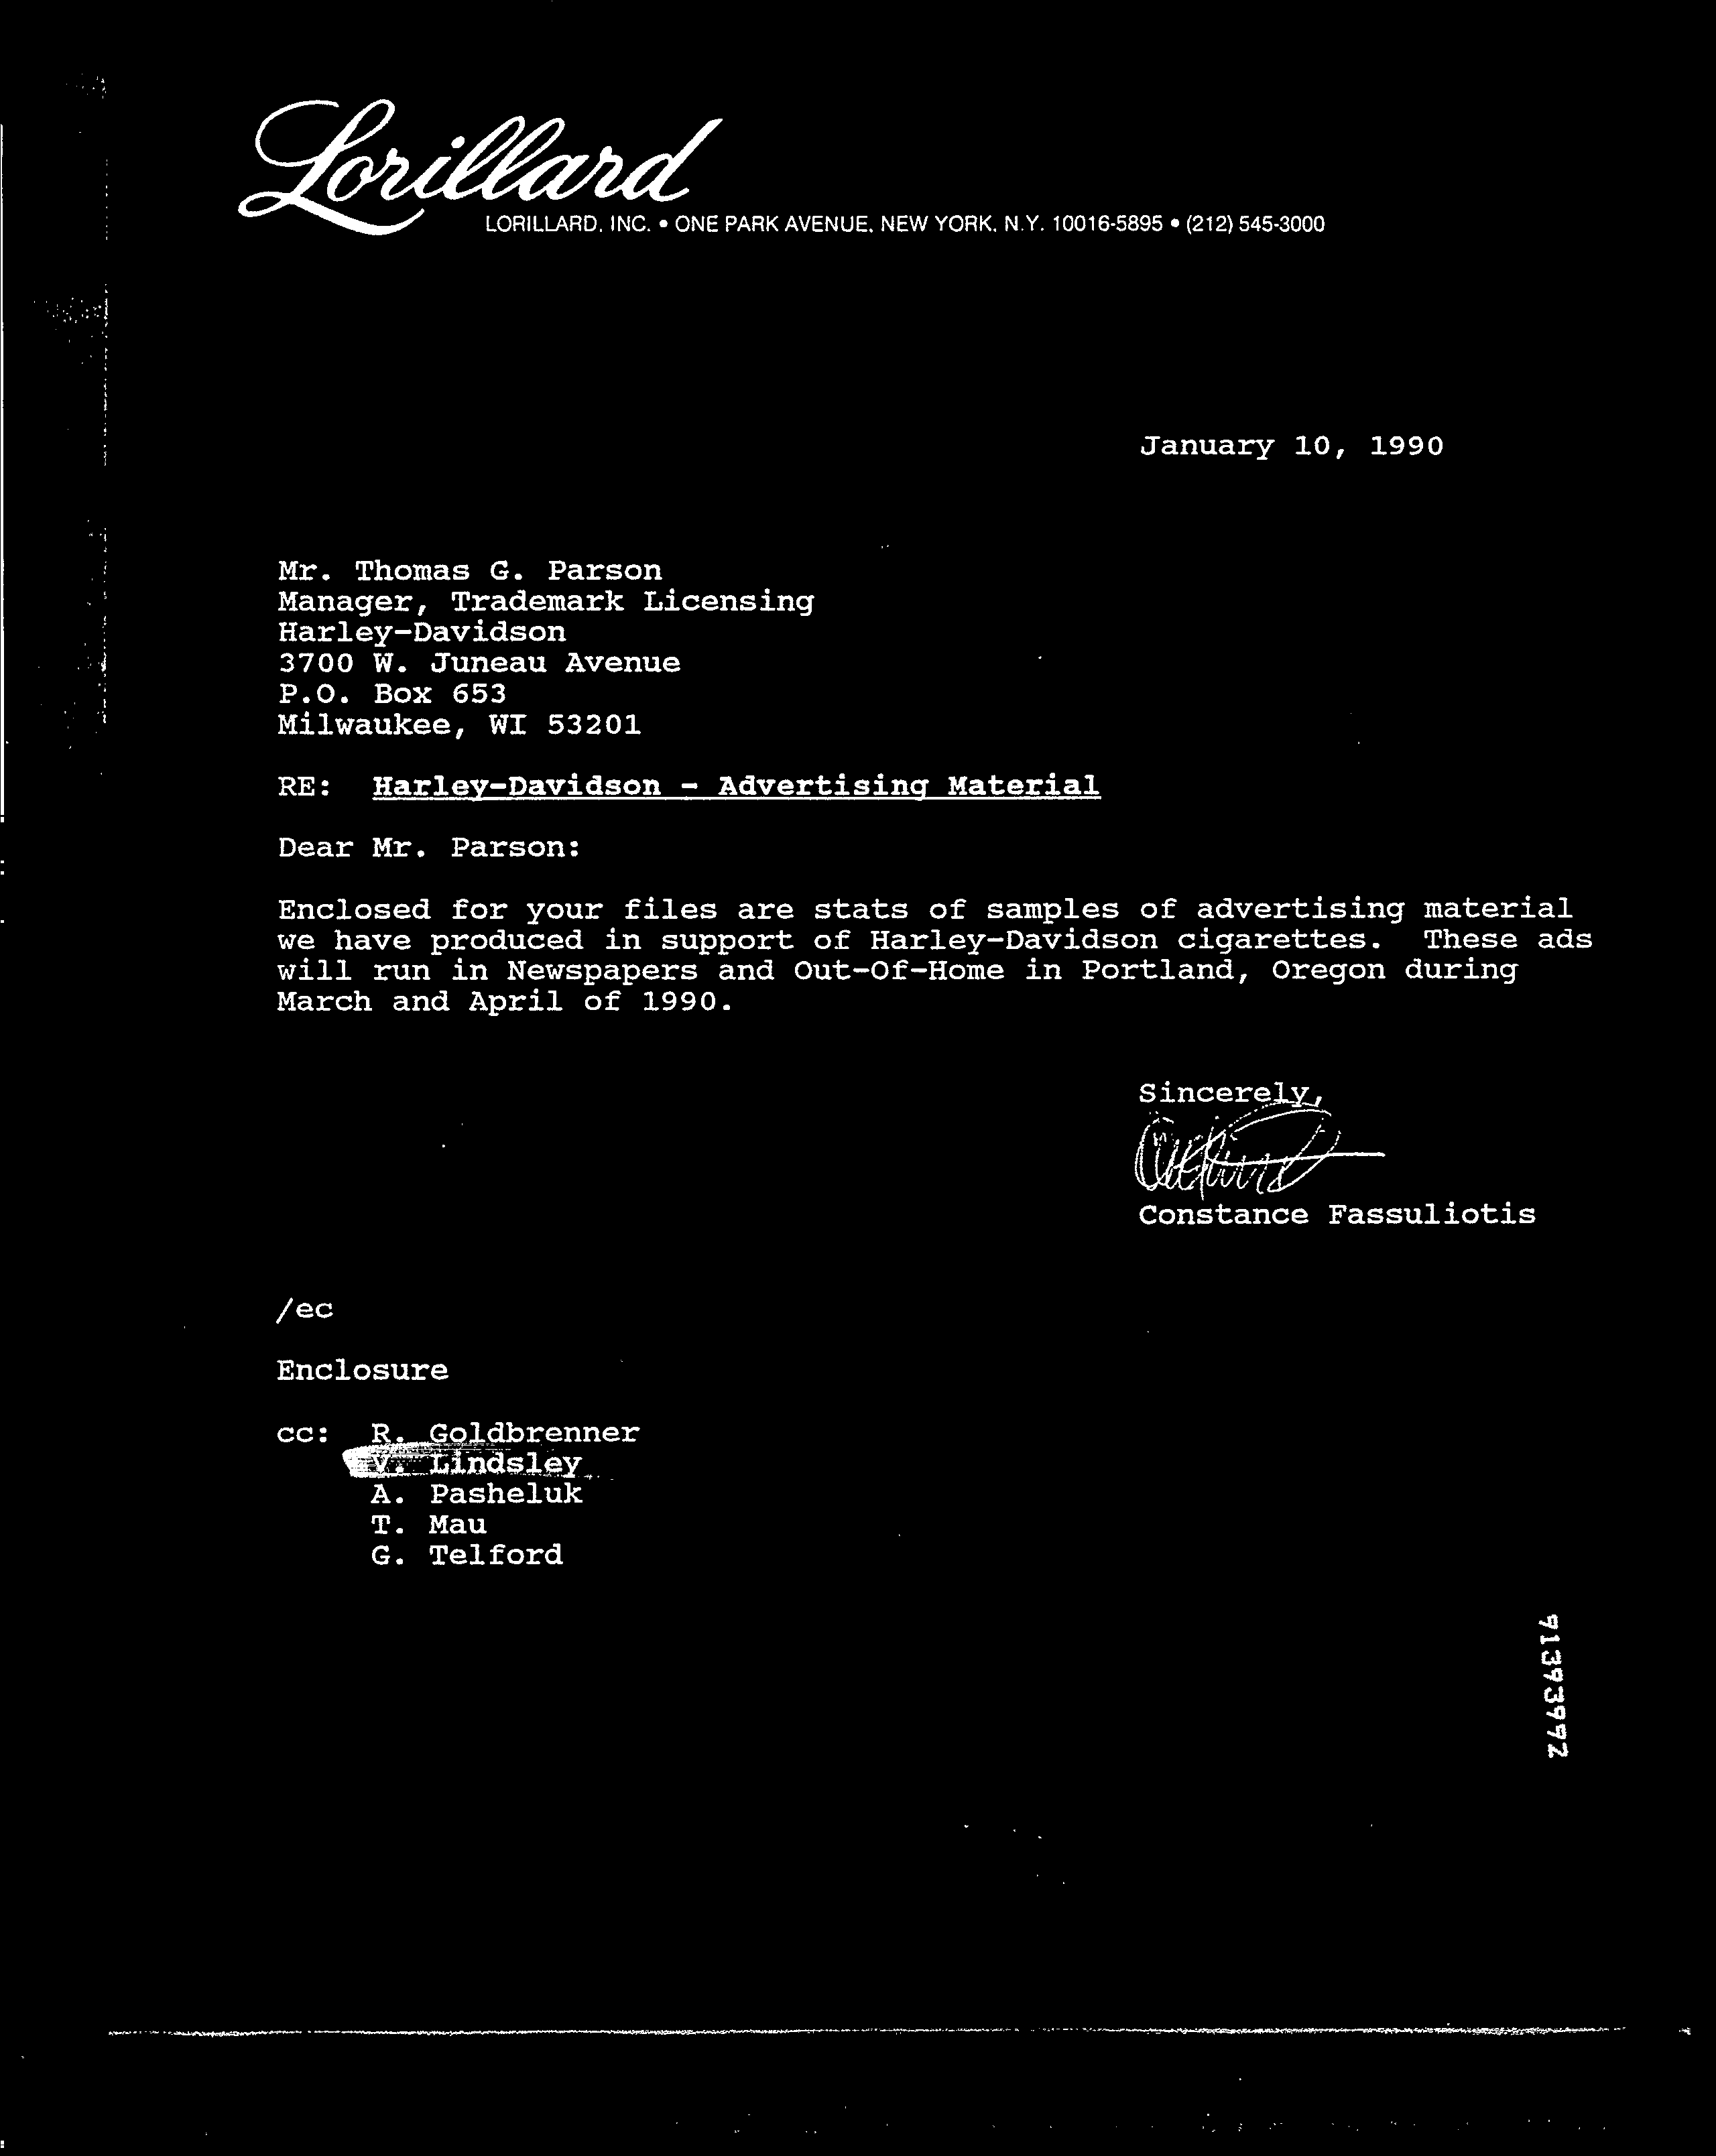 Lorillard
LORILLARD, INC. • ONE PARK AVENUE, NEW YORK, N.Y. 10016-5895 • (212) 545-3000
January 10, 1990
Mr. Thomas G. Parson
Manager, Trademark Licensing
Harley-Davidson
3700 W. Juneau Avenue
P.O. Box 653
Milwaukee, WI 53201
RE: Harley-Davidson - Advertising Material
Dear Mr. Parson:
Enclosed for your files are stats of samples of advertising material
we have produced in support of Harley-Davidson cigarettes. These ads
will run in Newspapers and Out-Of-Home in Portland, Oregon during
March and April of 1990.
Sincerely,
Constance Fassuliotis
/ec
Enclosure
cc: R. Goldbrenner
V. Lindsley
A. Pasheluk
T. Mau
G. Telford
91393992